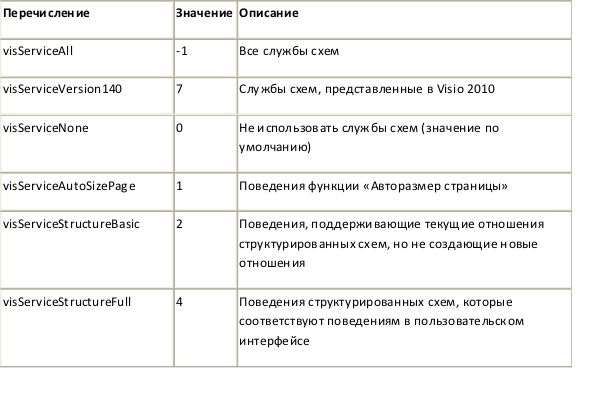 Перечисление Значение Описание
visServiceAll -1 Все службы схем
visServiceVersion140 7 Службы схем, представленные в Visio 2010
visServiceNone 0 Не использовать службы схем (значение по
умолчанию)
visServiceAutoSizePage 1 Поведения функции «Авторазмер страницы»
visServiceStructureBasic 2 Поведения, поддерживающие текущие отношения
структурированных схем, но не создающие новые
отношения
visServiceStructureFull 4 Поведения структурированных схем, которые
соответствуют поведениям в пользовательском
интерфейсе